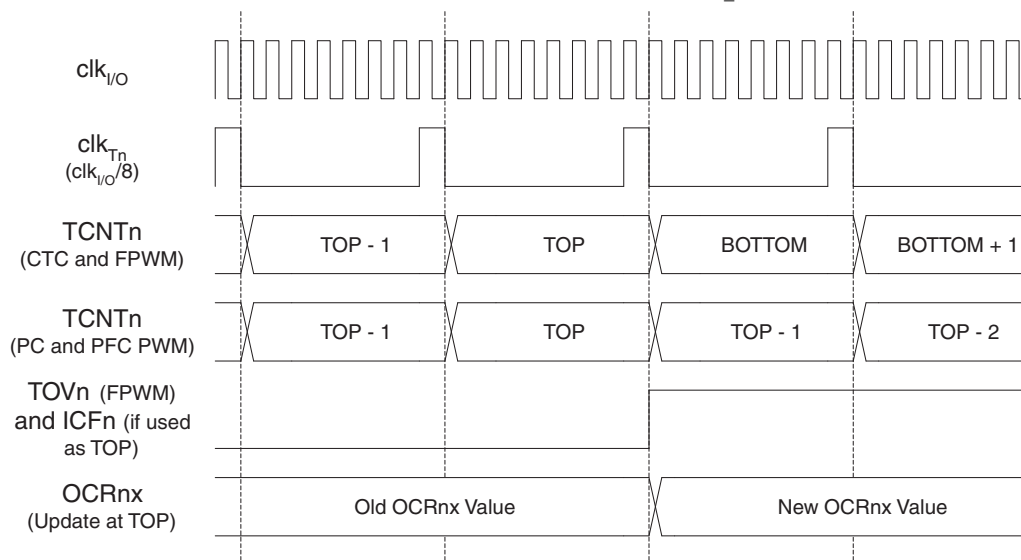 clkI/O
clkTn
(clkI/O/8)
TCNTn
(CTC and FPWM)
TOP - 1
TOP
BOTTOM
BOTTOM + 1
TCNTn
(PC and PFC PWM)
TOP - 1
TOP
TOP - 1
TOP - 2
TOVn (FPWM)
and ICFn (if used
as TOP)
OCRnx
(Update at TOP)
Old OCRnx Value
New OCRnx Value